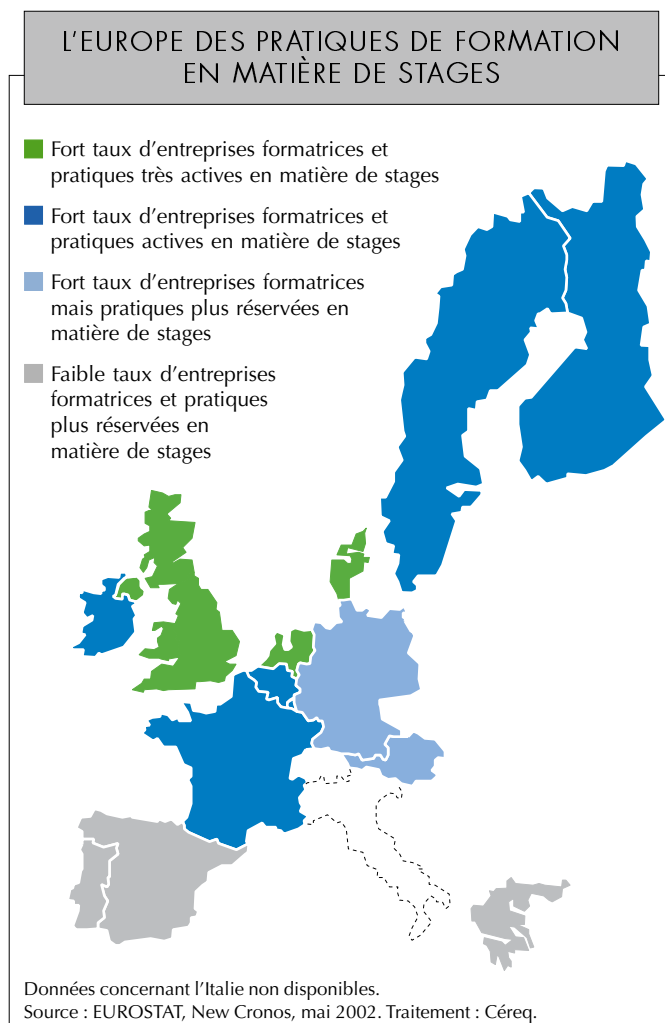 L’EUROPE DES PRATIQUES DE FORMATION
EN MATIÈRE DE STAGES
Fort taux d’entreprises formatrices et
pratiques très actives en matière de stages
Fort taux d’entreprises formatrices et
pratiques actives en matière de stages
Fort taux d’entreprises formatrices
mais pratiques plus réservées en
matière de stages
Faible taux d’entreprises
formatrices et pratiques
plus réservées en
matière de stages
Données concernant l’Italie non disponibles.
Source : EUROSTAT, New Cronos, mai 2002. Traitement : Céreq.